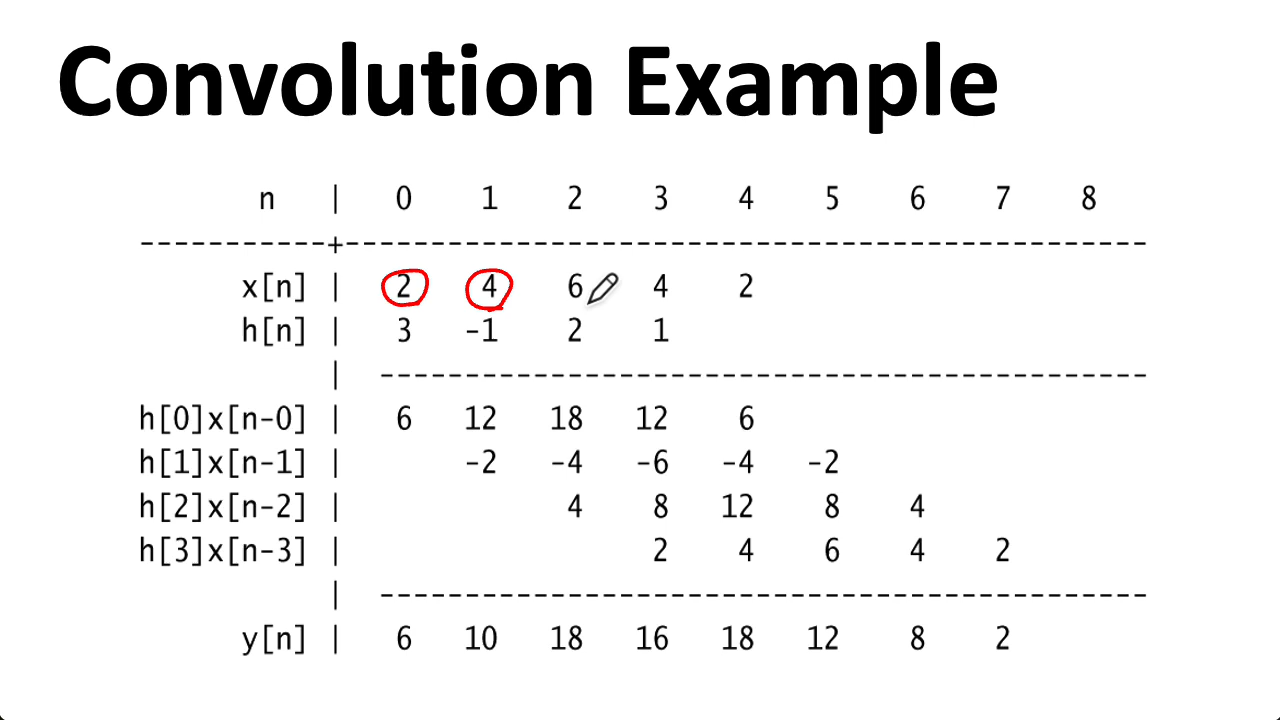 Convolution Example
n | 0 1 2 3 4 5 6 7 8
-----------+-----------------------------------------------
x[n] | 2 4 6 4 2
h[n] | 3 -1 2 1
| ---------------------------------------------
h[0]x[n-0] | 6 12 18 12 6
h[1]x[n-1] | -2 -4 -6 -4 -2
h[2]x[n-2] | 4 8 12 8 4
h[3]x[n-3] | 2 4 6 4 2
| ---------------------------------------------
y[n] | 6 10 18 16 18 12 8 2